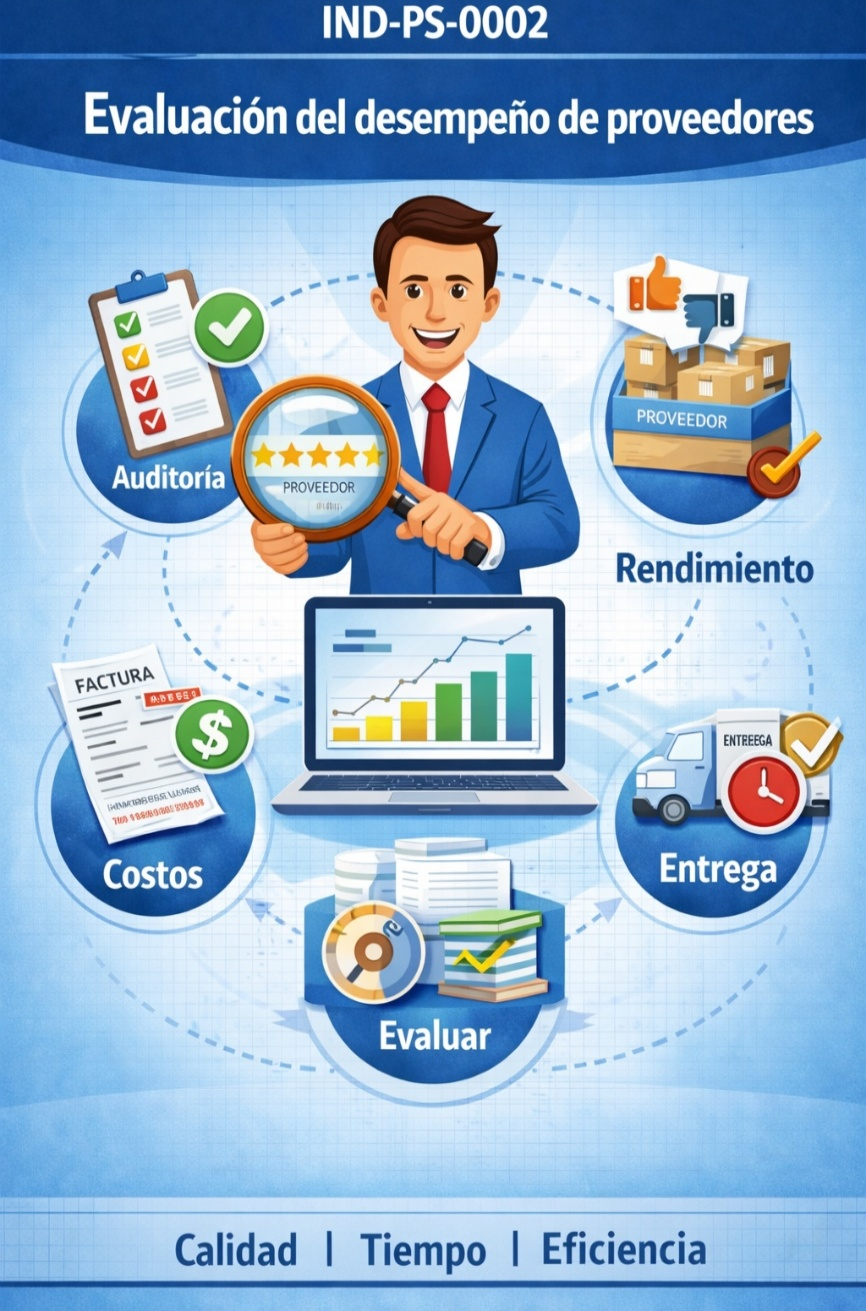 IND-PS-0002
Evaluación del desempeño de proveedores
Auditoría
PROVEEDOR
PROVEEDOR
Rendimiento
FACTURA
ENTREEGA
Costos
Entrega
Evaluar
Calidad | Tiempo | Eficiencia